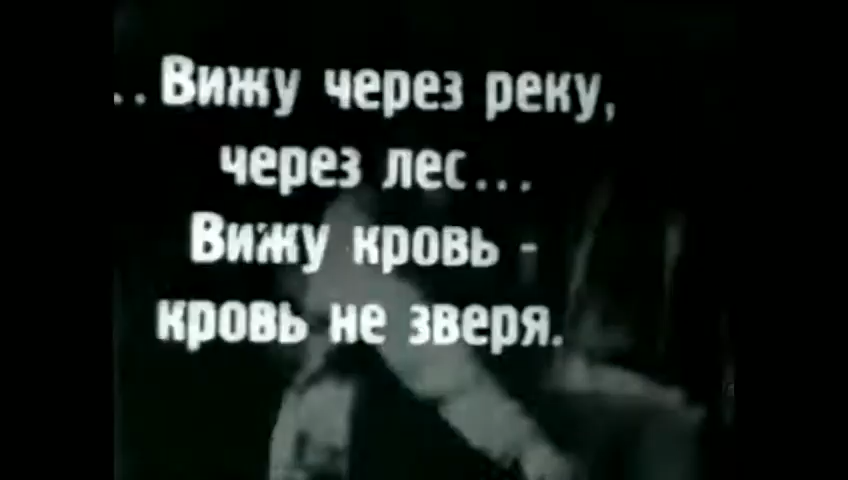 ..Вижу через реку,
через лес...
Вижу кровь -
кровь не зверя.